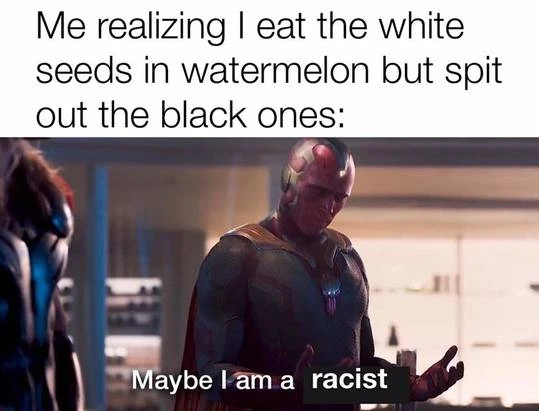 Me realizing I eat the white
seeds in watermelon but spit
out the black ones:
Maybe I am a racist